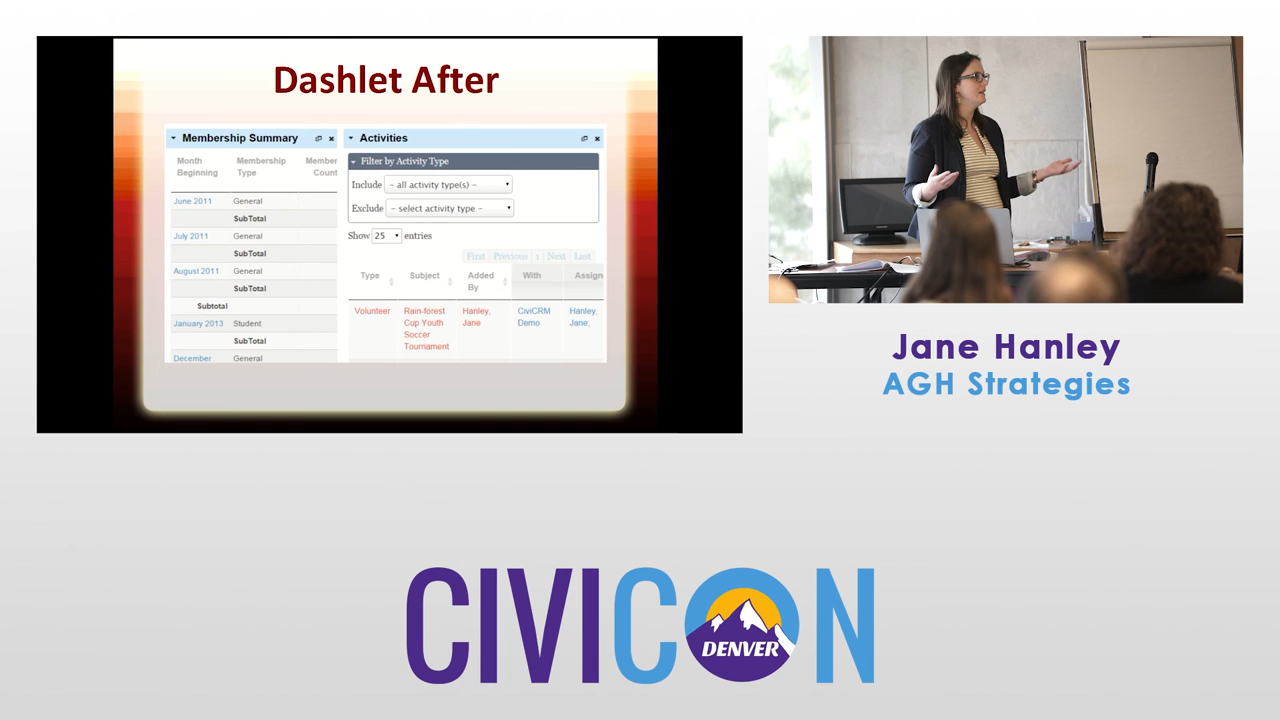 Dashlet After
Membership Summary
Month Beginning
Membership Type
Member Count
June 2011 General
SubTotal
July 2011 General
SubTotal
August 2011 General
SubTotal
Subtotal
January 2013 Student
SubTotal
December General
Activities
Filter by Activity Type
Include – all activity type(s) –
Exclude – select activity type –
Show 25 entries
First Previous 1 Next Last
Type
Subject
Added By
With
Assign
Volunteer
Rain-forest
Cup Youth
Soccer
Tournament
Hanley,
Jane
CiviCRM
Demo
Hanley,
Jane,
Jane Hanley
AGH Strategies
CIVICON
DENVER